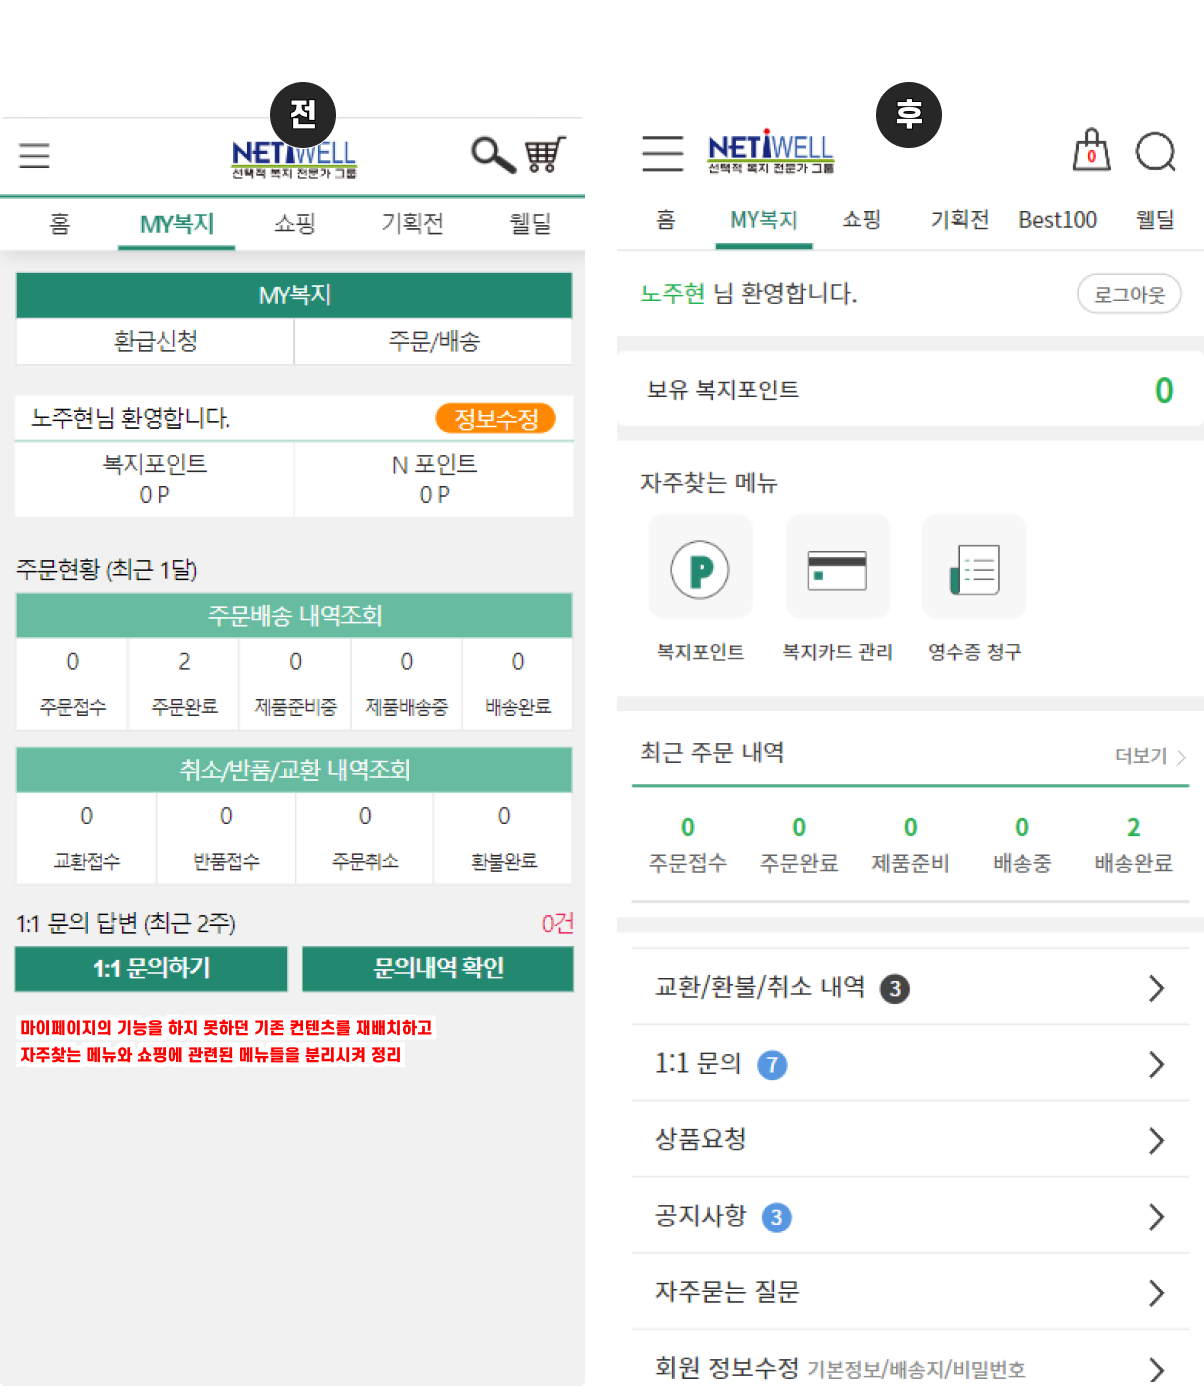 전
NETiWELL
선택적 복지 전문가 그룹
홈 MY복지 쇼핑 기획전 웰딜
MY복지
환급신청 주문/배송
노주현님 환영합니다. 정보수정
복지포인트 N 포인트
0 P 0 P
주문현황 (최근 1달)
주문배송 내역조회
0 2 0 0 0
주문접수 주문완료 제품준비중 제품배송중 배송완료
취소/반품/교환 내역조회
0 0 0 0
교환접수 반품접수 주문취소 환불완료
1:1 문의 답변 (최근 2주) 0건
1:1 문의하기 문의내역 확인
마이페이지의 기능을 하지 못하던 기존 컨텐츠를 재배치하고
자주찾는 메뉴와 쇼핑에 관련된 메뉴들을 분리시켜 정리
후
NETiWELL
선택적 복지 전문가 그룹
0
홈 MY복지 쇼핑 기획전 Best100 웰딜
노주현 님 환영합니다. 로그아웃
보유 복지포인트 0
자주찾는 메뉴
P
복지포인트 복지카드 관리 영수증 청구
최근 주문 내역 더보기
0 0 0 0 2
주문접수 주문완료 제품준비 배송중 배송완료
교환/환불/취소 내역 3
1:1 문의 7
상품요청
공지사항 3
자주묻는 질문
회원 정보수정 기본정보/배송지/비밀번호